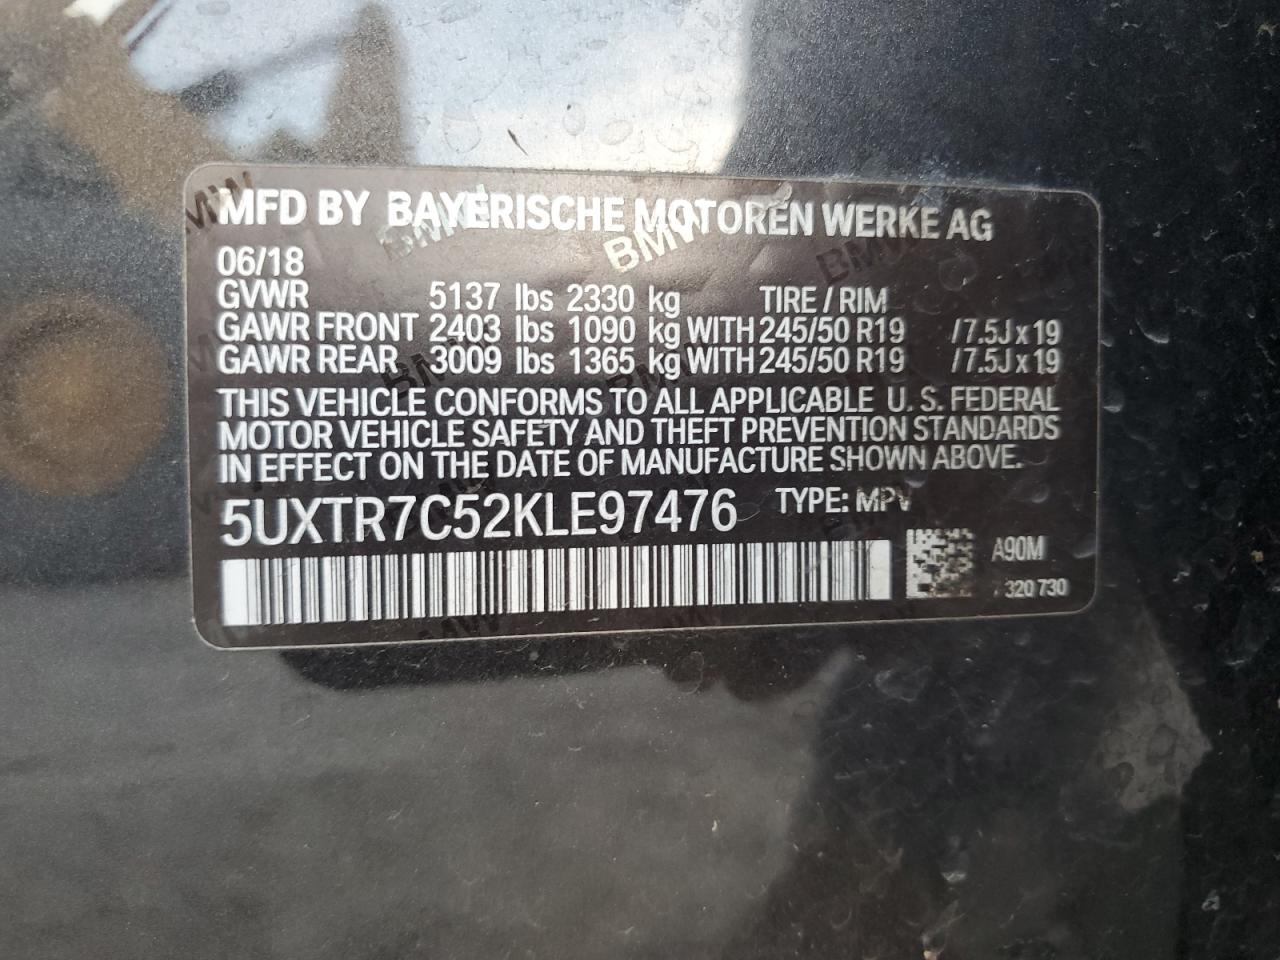 MFD BY BAYERISCHE MOTOREN WERKE AG
06/18
GVWR 5137 lbs 2330 kg TIRE / RIM
GAWR FRONT 2403 lbs 1090 kg WITH 245/50 R19 /7.5J x 19
GAWR REAR 3009 lbs 1365 kg WITH 245/50 R19 /7.5J x 19
THIS VEHICLE CONFORMS TO ALL APPLICABLE U. S. FEDERAL
MOTOR VEHICLE SAFETY AND THEFT PREVENTION STANDARDS
IN EFFECT ON THE DATE OF MANUFACTURE SHOWN ABOVE.
5UXTR7C52KLE97476 TYPE: MPV
A90M
320 730